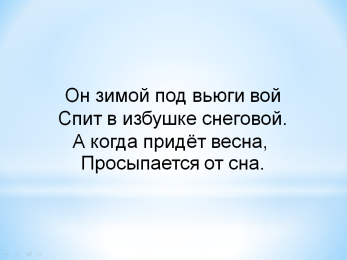 Он зимой под вьюги вой
Спит в избушке снеговой.
А когда придёт весна,
Просыпается от сна.